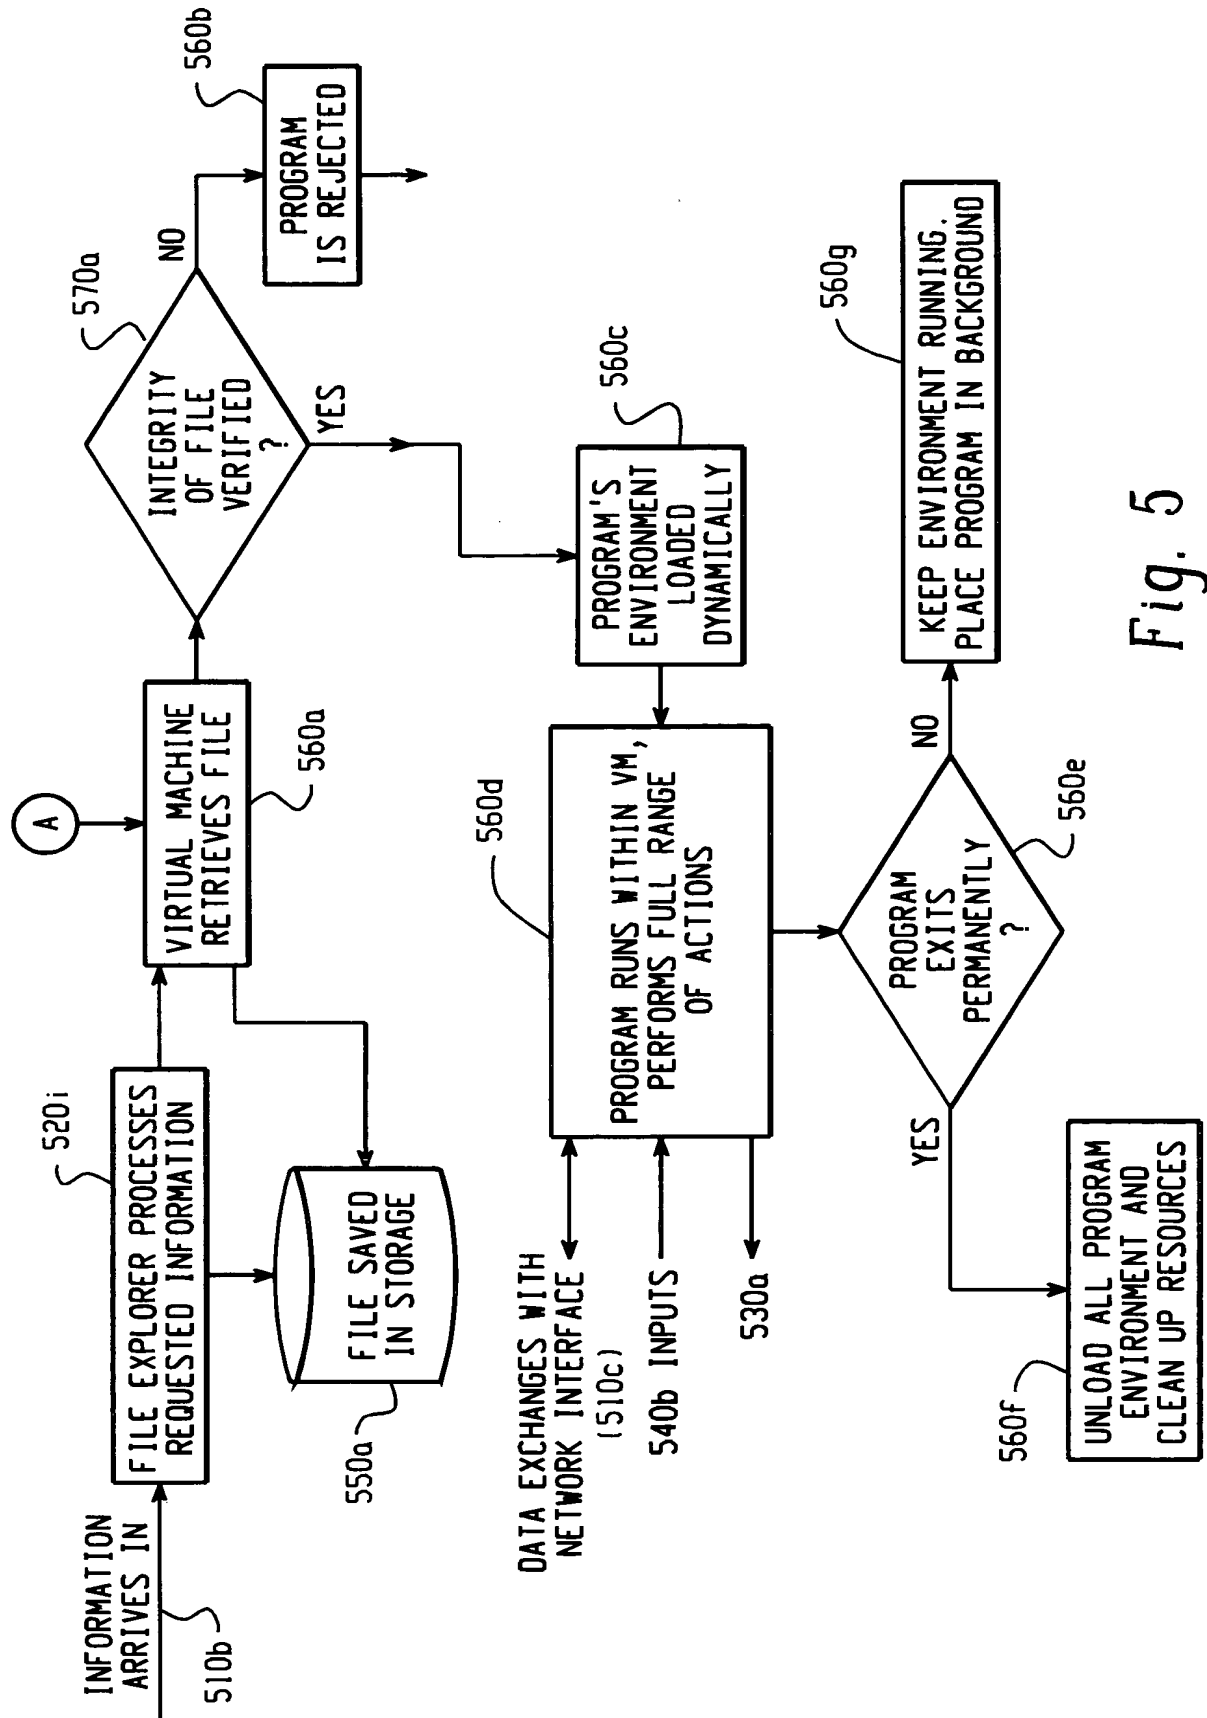 INFORMATION
ARRIVES IN
510b
FILE EXPLORER PROCESSES
REQUESTED INFORMATION
520i
FILE SAVED
IN STORAGE
550a
A
VIRTUAL MACHINE
RETRIEVES FILE
560a
INTEGRITY
OF FILE
VERIFIED
?
570a
NO
PROGRAM
IS REJECTED
560b
YES
PROGRAM'S
ENVIRONMENT
LOADED
DYNAMICALLY
560c
PROGRAM RUNS WITHIN VM,
PERFORMS FULL RANGE
OF ACTIONS
560d
DATA EXCHANGES WITH
NETWORK INTERFACE
(510c)
540b INPUTS
530a
PROGRAM
EXITS
PERMANENTLY
?
560e
NO
KEEP ENVIRONMENT RUNNING.
PLACE PROGRAM IN BACKGROUND
560g
YES
UNLOAD ALL PROGRAM
ENVIRONMENT AND
CLEAN UP RESOURCES
560f
Fig. 5